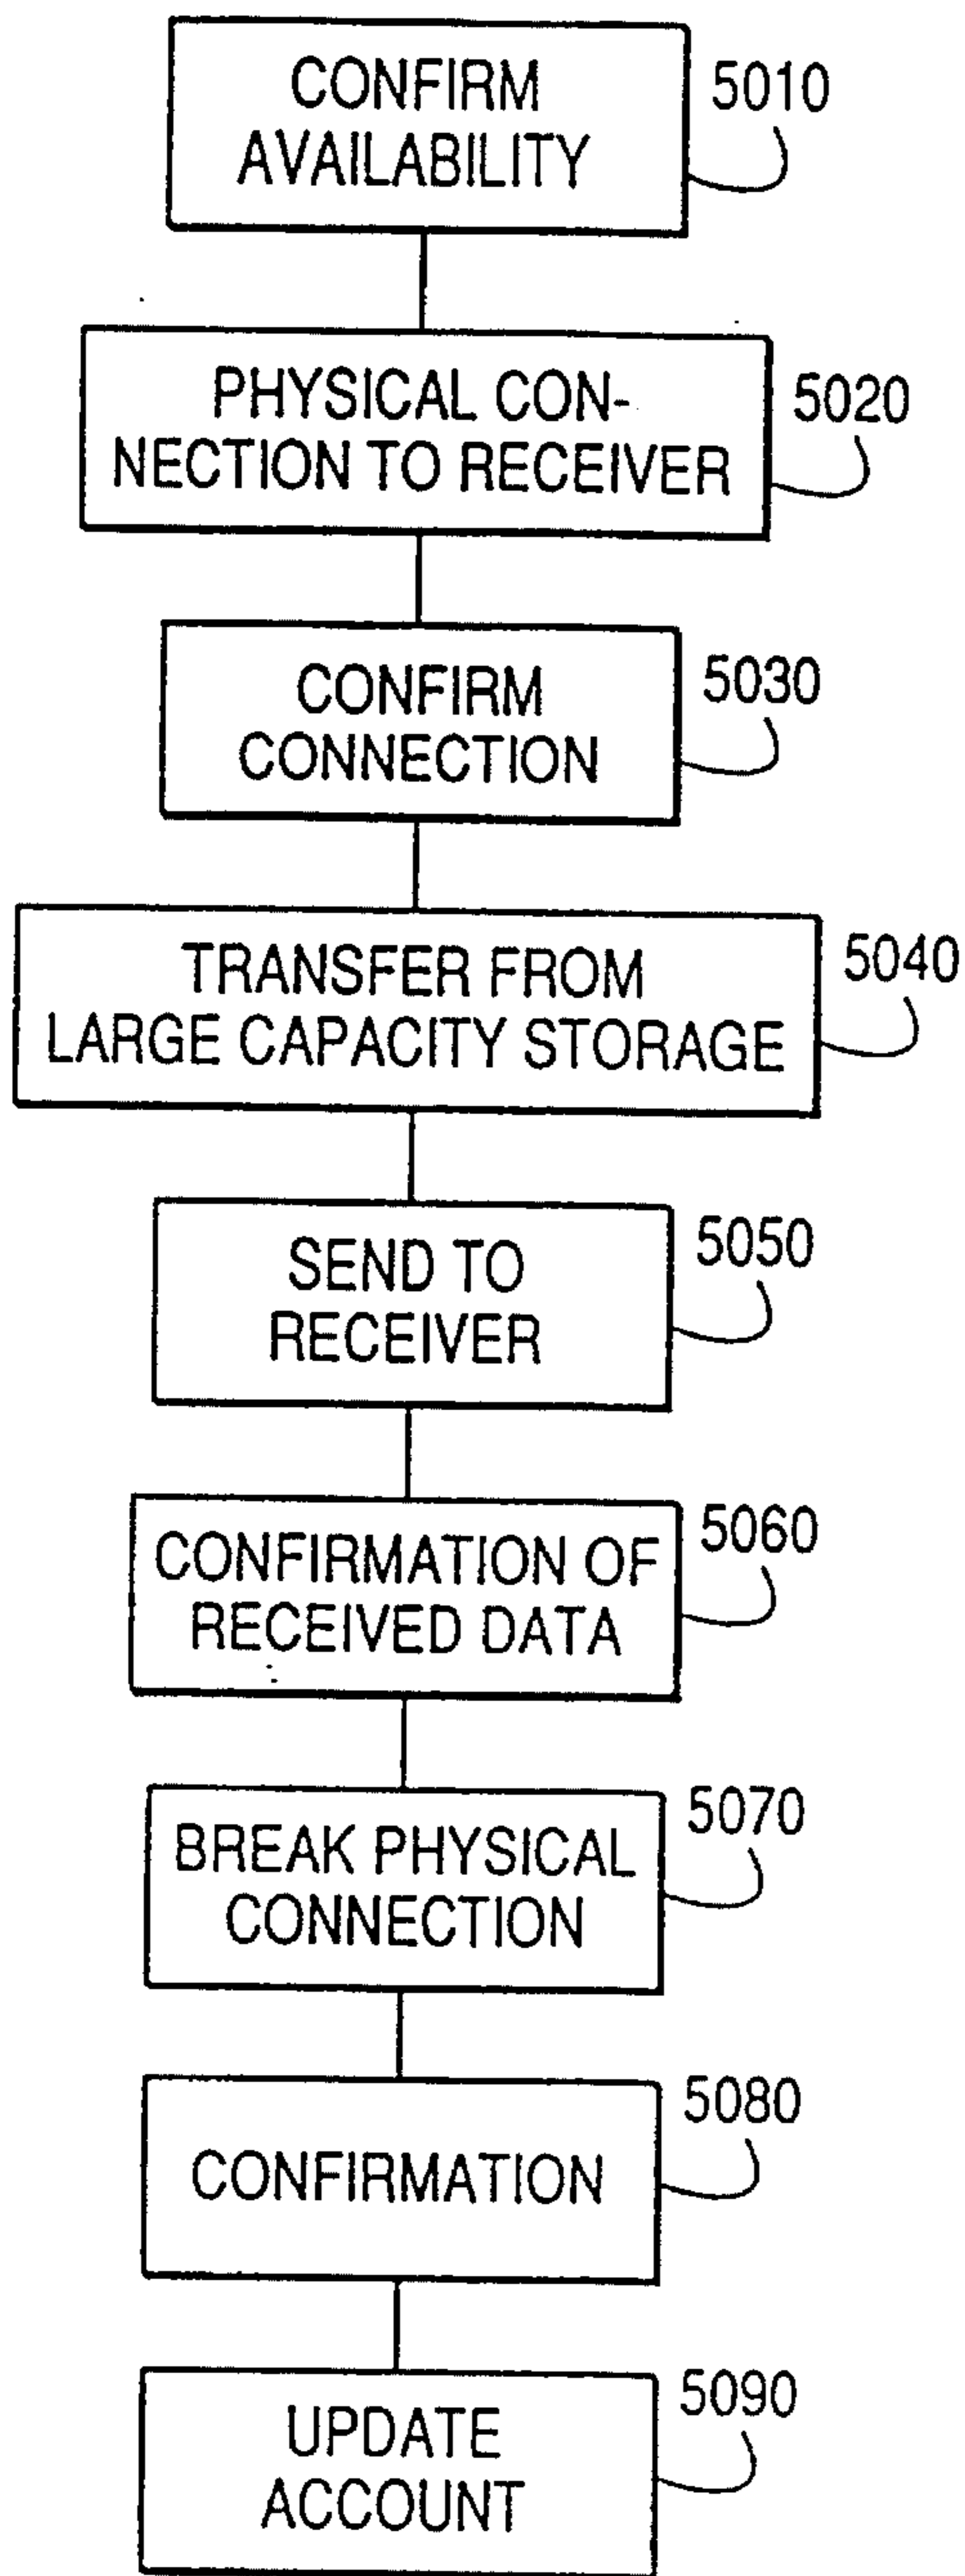 CONFIRM
AVAILABILITY
5010
PHYSICAL CON-
NECTION TO RECEIVER
5020
CONFIRM
CONNECTION
5030
TRANSFER FROM
LARGE CAPACITY STORAGE
5040
SEND TO
RECEIVER
5050
CONFIRMATION OF
RECEIVED DATA
5060
BREAK PHYSICAL
CONNECTION
5070
CONFIRMATION
5080
UPDATE
ACCOUNT
5090